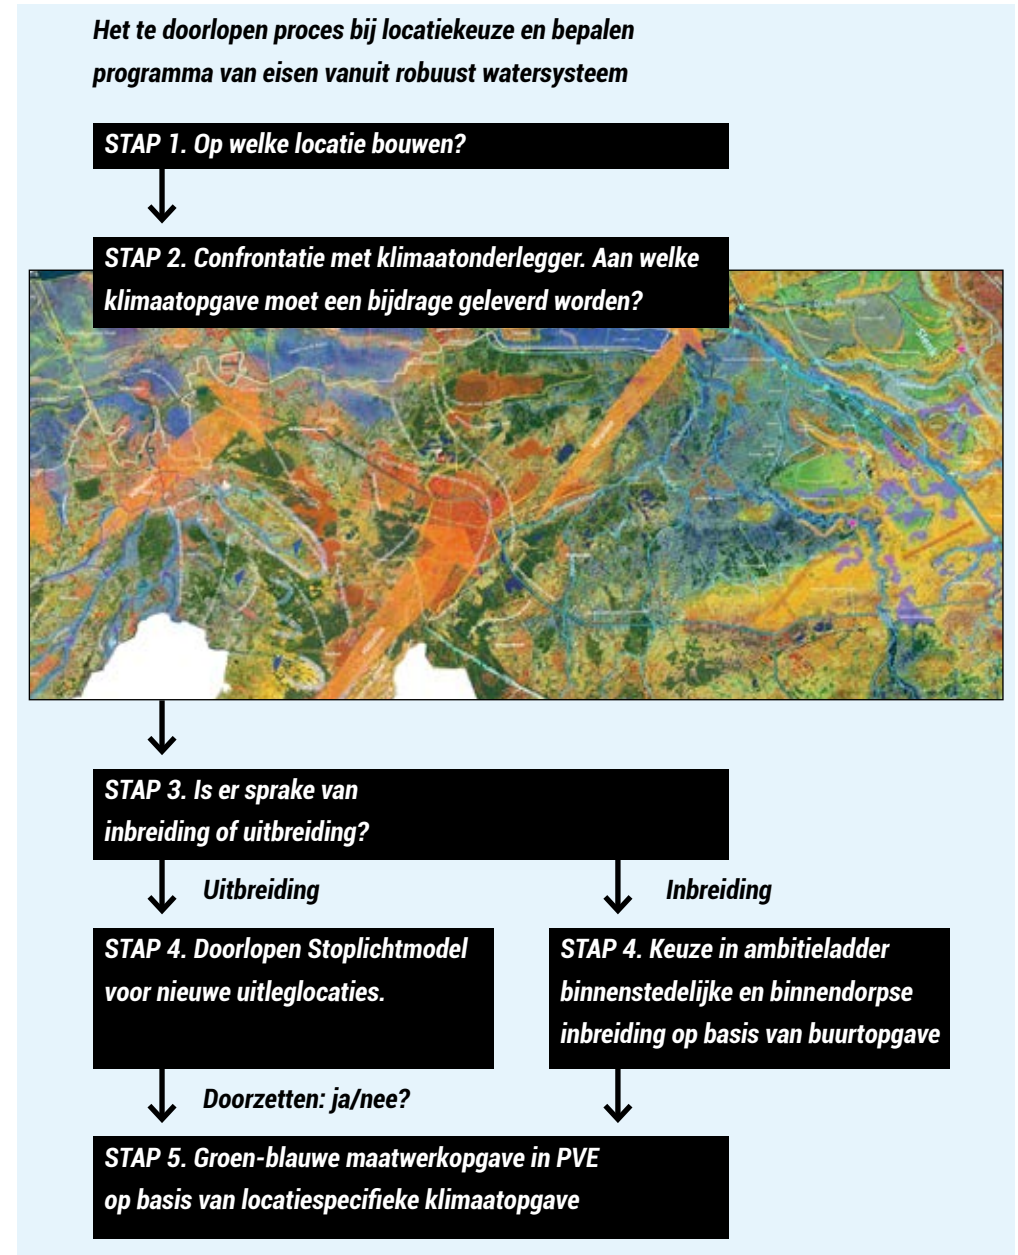 Het te doorlopen proces bij locatiekeuze en bepalen
programma van eisen vanuit robuust watersysteem
STAP 1. Op welke locatie bouwen?
STAP 2. Confrontatie met klimaatonderlegger. Aan welke
klimaatopgave moet een bijdrage geleverd worden?
STAP 3. Is er sprake van
inbreiding of uitbreiding?
Uitbreiding
Inbreiding
STAP 4. Doorlopen Stoplichtmodel
voor nieuwe uitleglocaties.
STAP 4. Keuze in ambitieladder
binnenstedelijke en binnendorpse
inbreiding op basis van buurtopgave
Doorzetten: ja/nee?
STAP 5. Groen-blauwe maatwerkopgave in PVE
op basis van locatiespecifieke klimaatopgave